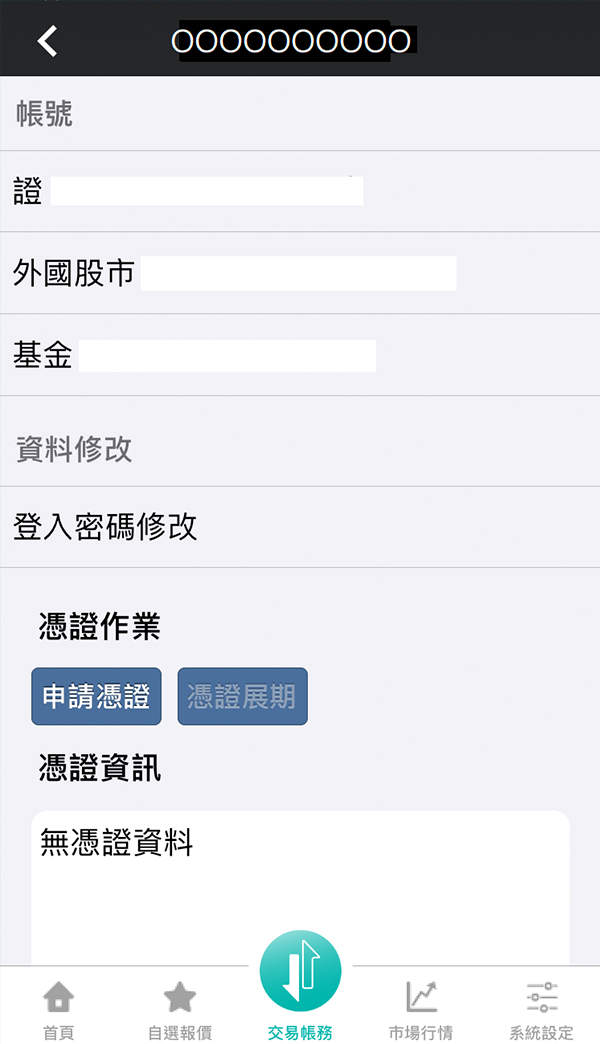 OOOOOOOOOO
帳號
證
外國股市
基金
資料修改
登入密碼修改
憑證作業
申請憑證 憑證展期
憑證資訊
無憑證資料
首頁 自選報價 交易帳務 市場行情 系統設定